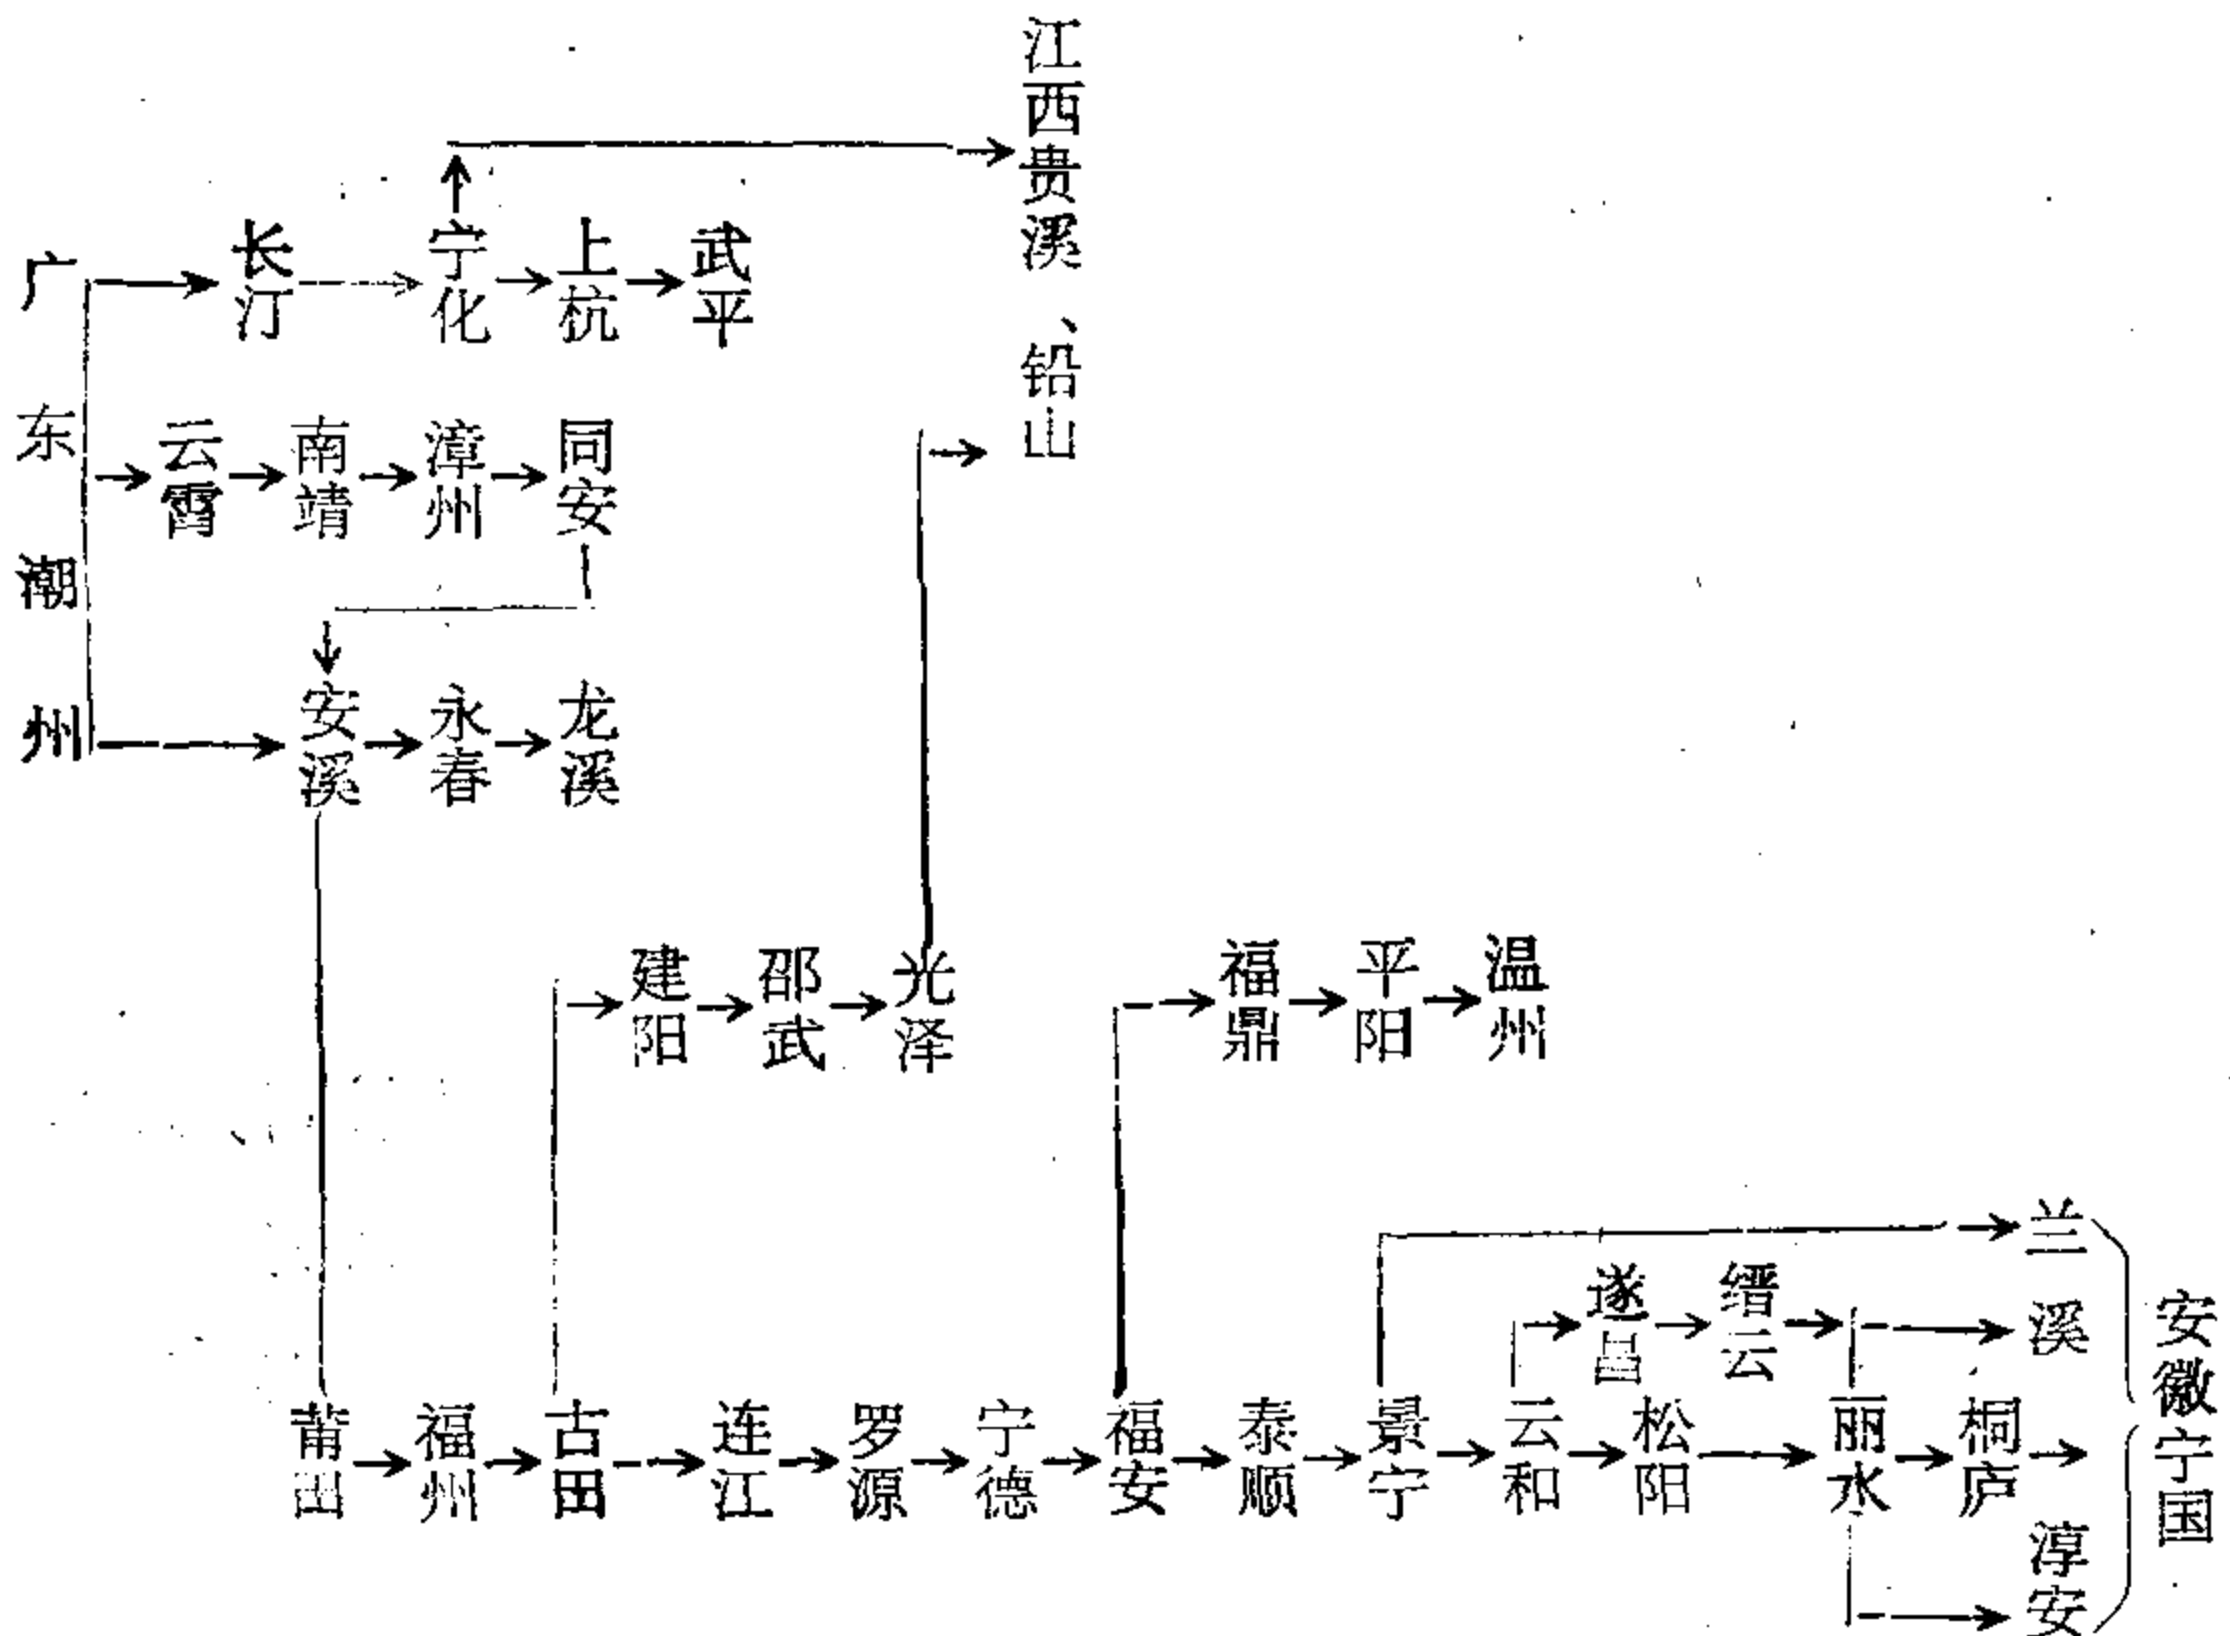 广东潮州
江西贵溪、铅山
长汀 宁化 上杭 武平
云霄 南靖 漳州 同安
安溪 永春 龙溪
建阳 邵武 光泽
福鼎 平阳 温州
兰溪
遂昌 缙云
莆田 福州 古田 连江 罗源 宁德 福安 泰顺 景宁 云和 松阳 丽水 桐庐
淳安
安徽宁国